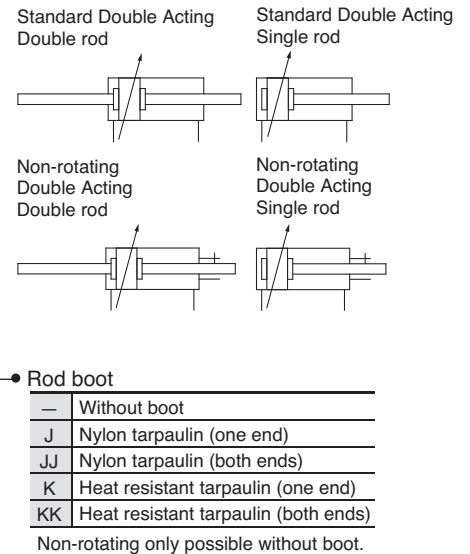 Standard Double Acting
Double rod
Standard Double Acting
Single rod
Non-rotating
Double Acting
Double rod
Non-rotating
Double Acting
Single rod
Rod boot
— Without boot
J Nylon tarpaulin (one end)
JJ Nylon tarpaulin (both ends)
K Heat resistant tarpaulin (one end)
KK Heat resistant tarpaulin (both ends)
Non-rotating only possible without boot.